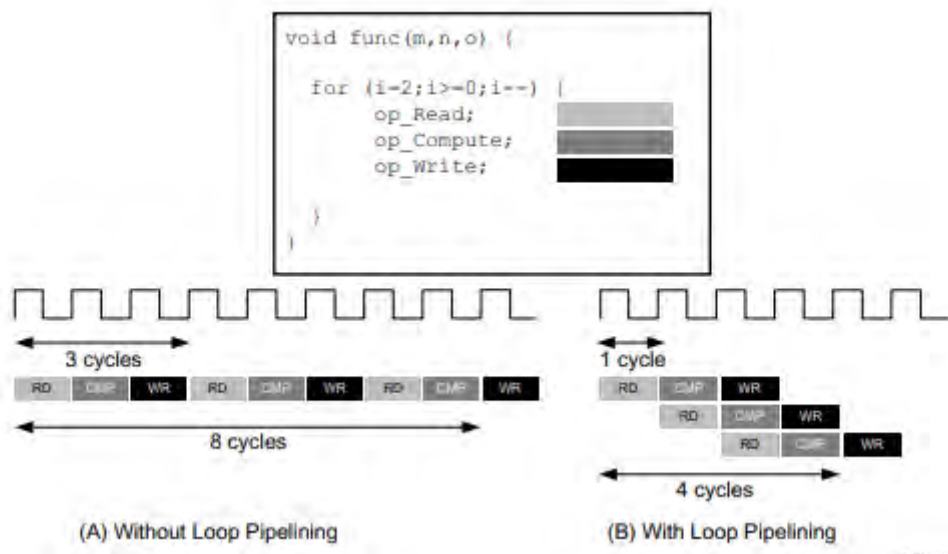 void func(m,n,o) {
for (i=2;i>=0;i--) {
op_Read;
op_Compute;
op_Write;
}
}
3 cycles
1 cycle
RD CMP WR RD CMP WR RD CMP WR
RD CMP WR
RD CMP WR
RD CMP WR
8 cycles
4 cycles
(A) Without Loop Pipelining
(B) With Loop Pipelining